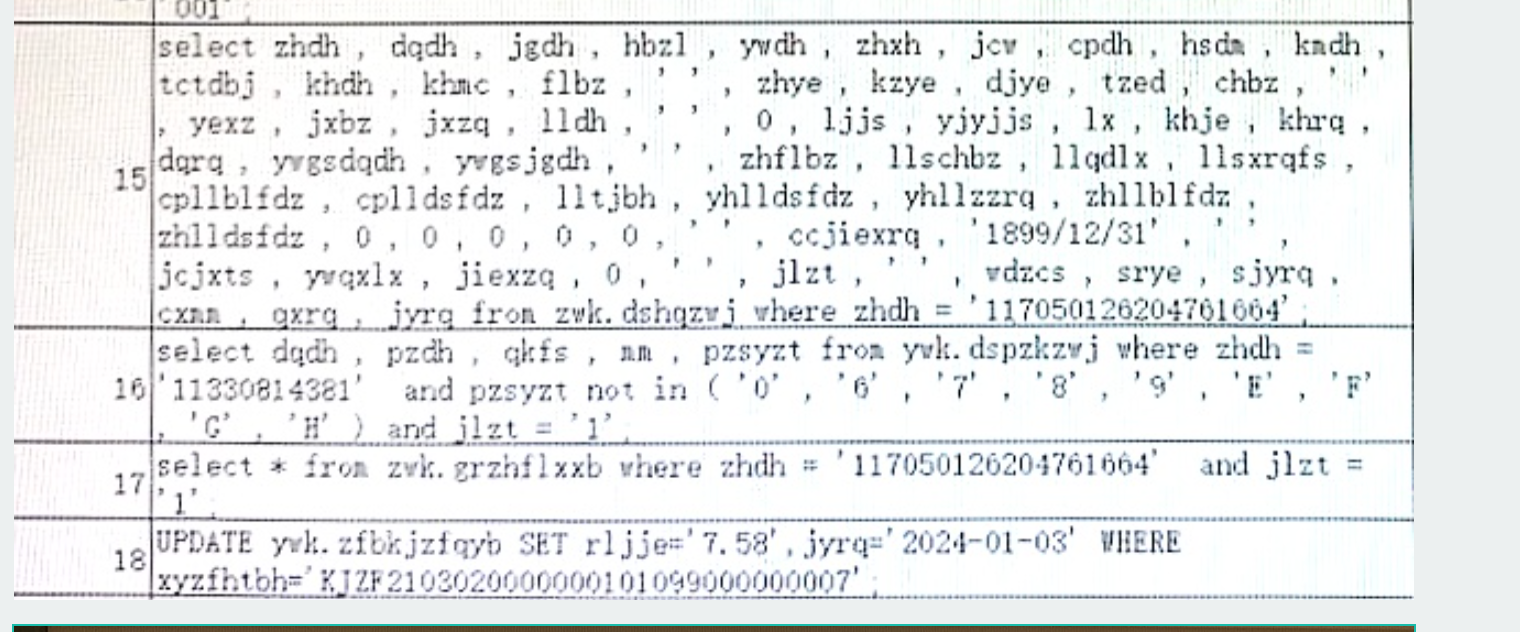 001' ;
select zhdh , dqdh , jgdh , hbzl , ywdh , zhxh , jcw , cpdh , hsdm , kmdh ,
tctdbj , khdh , khmc , flbz , ' ' , zhye , kzye , djye , tzed , chbz , ' '
, yexz , jxbz , jxzq , lldh , ' ' , 0 , ljjs , yjyjjs , lx , khje , khrq ,
15 dqrq , ywgsdqdh , ywgsjgdh , ' ' , zhflbz , llschbz , llqdlx , llsxrqfs ,
cpllblfdz , cplldsfdz , lltjbh , yhlldsfdz , yhllzzrq , zhllblfdz ,
zhlldsfdz , 0 , 0 , 0 , 0 , 0 , ' ' , ccjiexrq , '1899/12/31' , ' ' ,
jcjxts , ywqxlx , jiexzq , 0 , ' ' , jlzt , ' ' , wdzcs , srye , sjyrq ,
cxmm , qxrq , jyrq from zwk.dshqzwj where zhdh = '117050126204761664' ;
select dqdh , pzdh , qkfs , mm , pzsyzt from ywk.dspzkzwj where zhdh =
16 '11330814381' and pzsyzt not in ( '0' , '6' , '7' , '8' , '9' , 'E' , 'F'
, 'G' , 'H' ) and jlzt = '1' ;
select * from zwk.grzhflxxb where zhdh = '117050126204761664' and jlzt =
17 '1' ;
UPDATE ywk.zfbkjzfqyb SET rljje='7.58',jyrq='2024-01-03' WHERE
18 xyzfhtbh='KJZF2103020000000101099000000007' ;